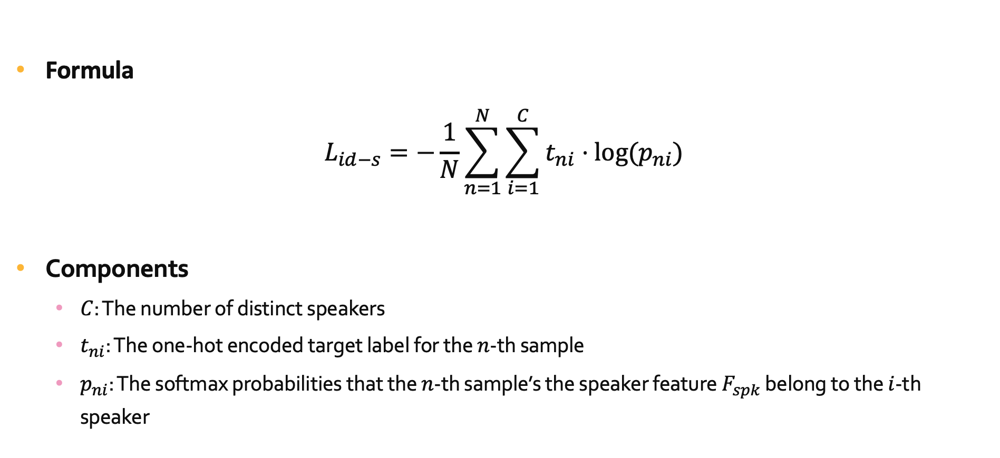 • Formula
L_{id-s} = -\frac{1}{N} \sum_{n=1}^{N} \sum_{i=1}^{C} t_{ni} \cdot \log(p_{ni})
• Components
• C: The number of distinct speakers
• t_{ni}: The one-hot encoded target label for the n-th sample
• p_{ni}: The softmax probabilities that the n-th sample’s the speaker feature F_{spk} belong to the i-th
speaker